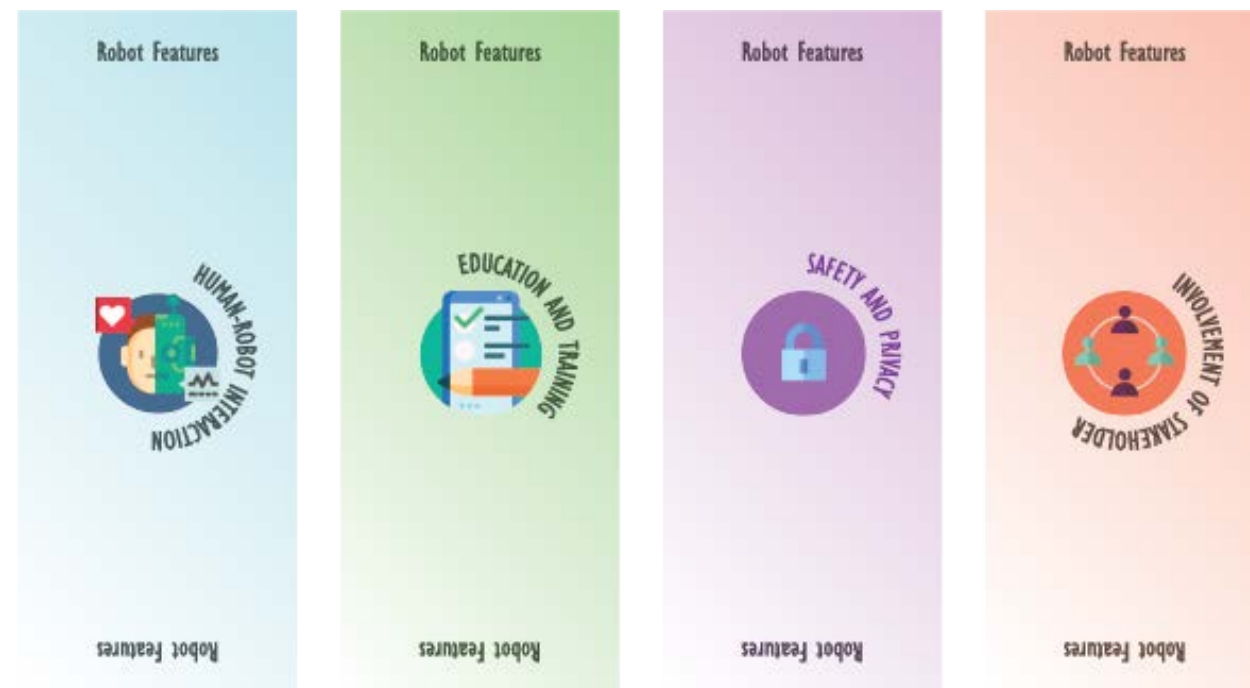 Robot Features
HUMAN-ROBOT INTERACTION
Robot Features
Robot Features
EDUCATION AND TRAINING
Robot Features
Robot Features
SAFETY AND PRIVACY
Robot Features
Robot Features
INVOLVEMENT OF STAKEHOLDER
Robot Features